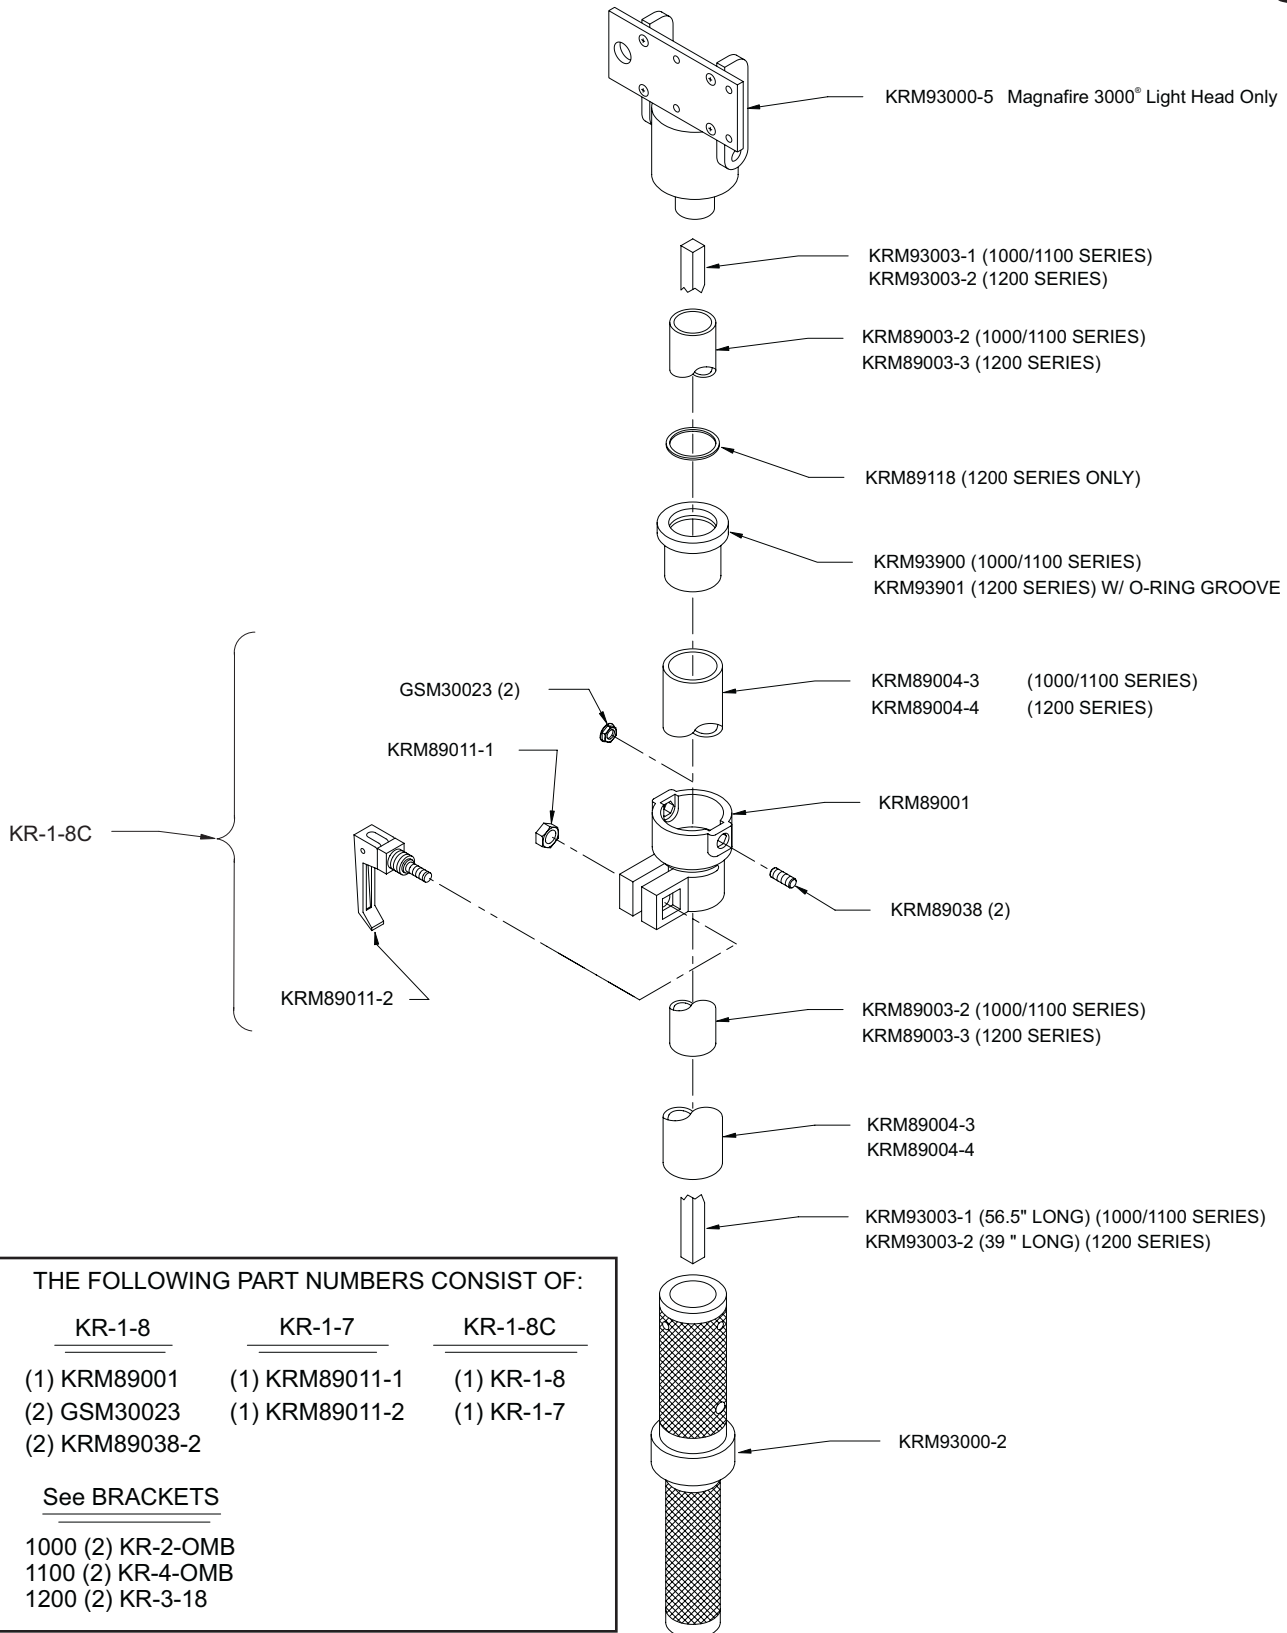 KRM93000-5 Magnafire 3000® Light Head Only
KRM93003-1 (1000/1100 SERIES)
KRM93003-2 (1200 SERIES)
KRM89003-2 (1000/1100 SERIES)
KRM89003-3 (1200 SERIES)
KRM89118 (1200 SERIES ONLY)
KRM93900 (1000/1100 SERIES)
KRM93901 (1200 SERIES) W/ O-RING GROOVE
KRM89004-3 (1000/1100 SERIES)
KRM89004-4 (1200 SERIES)
GSM30023 (2)
KRM89011-1
KRM89001
KR-1-8C
KRM89038 (2)
KRM89011-2
KRM89003-2 (1000/1100 SERIES)
KRM89003-3 (1200 SERIES)
KRM89004-3
KRM89004-4
KRM93003-1 (56.5" LONG) (1000/1100 SERIES)
KRM93003-2 (39 " LONG) (1200 SERIES)
KRM93000-2
THE FOLLOWING PART NUMBERS CONSIST OF:
KR-1-8 KR-1-7 KR-1-8C
(1) KRM89001 (1) KRM89011-1 (1) KR-1-8
(2) GSM30023 (1) KRM89011-2 (1) KR-1-7
(2) KRM89038-2
See BRACKETS
1000 (2) KR-2-OMB
1100 (2) KR-4-OMB
1200 (2) KR-3-18